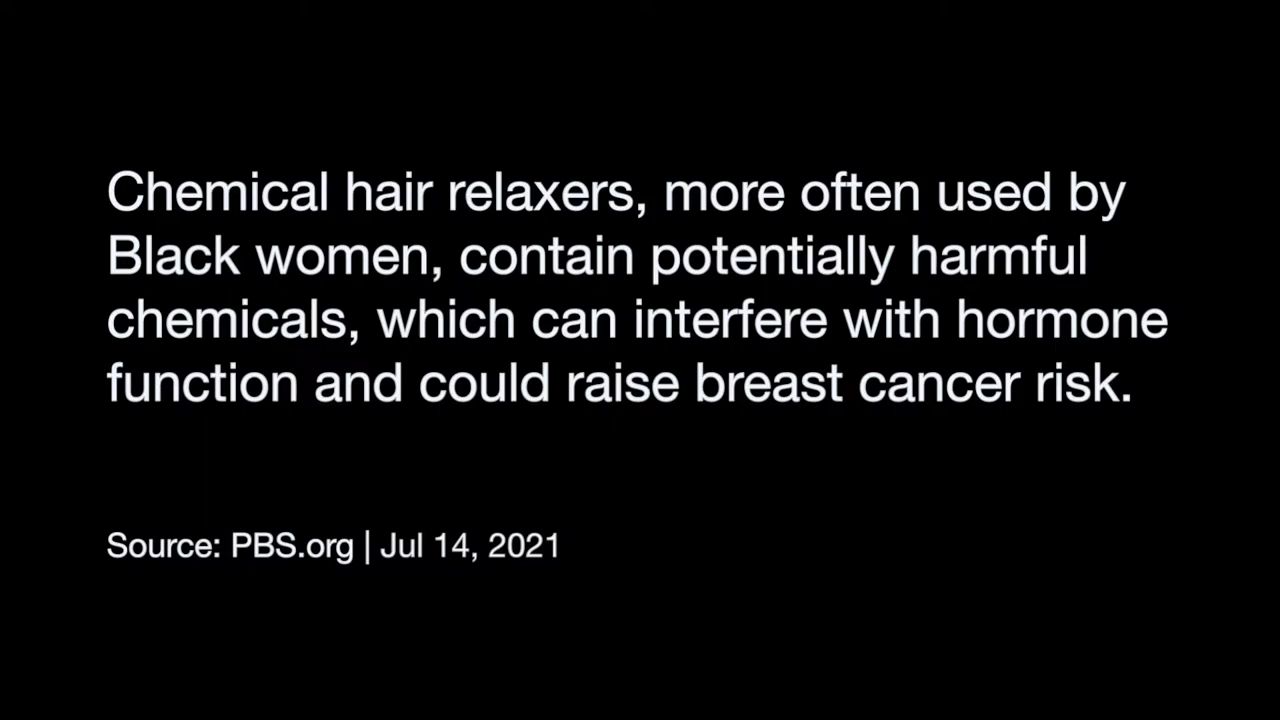 Chemical hair relaxers, more often used by
Black women, contain potentially harmful
chemicals, which can interfere with hormone
function and could raise breast cancer risk.
Source: PBS.org | Jul 14, 2021